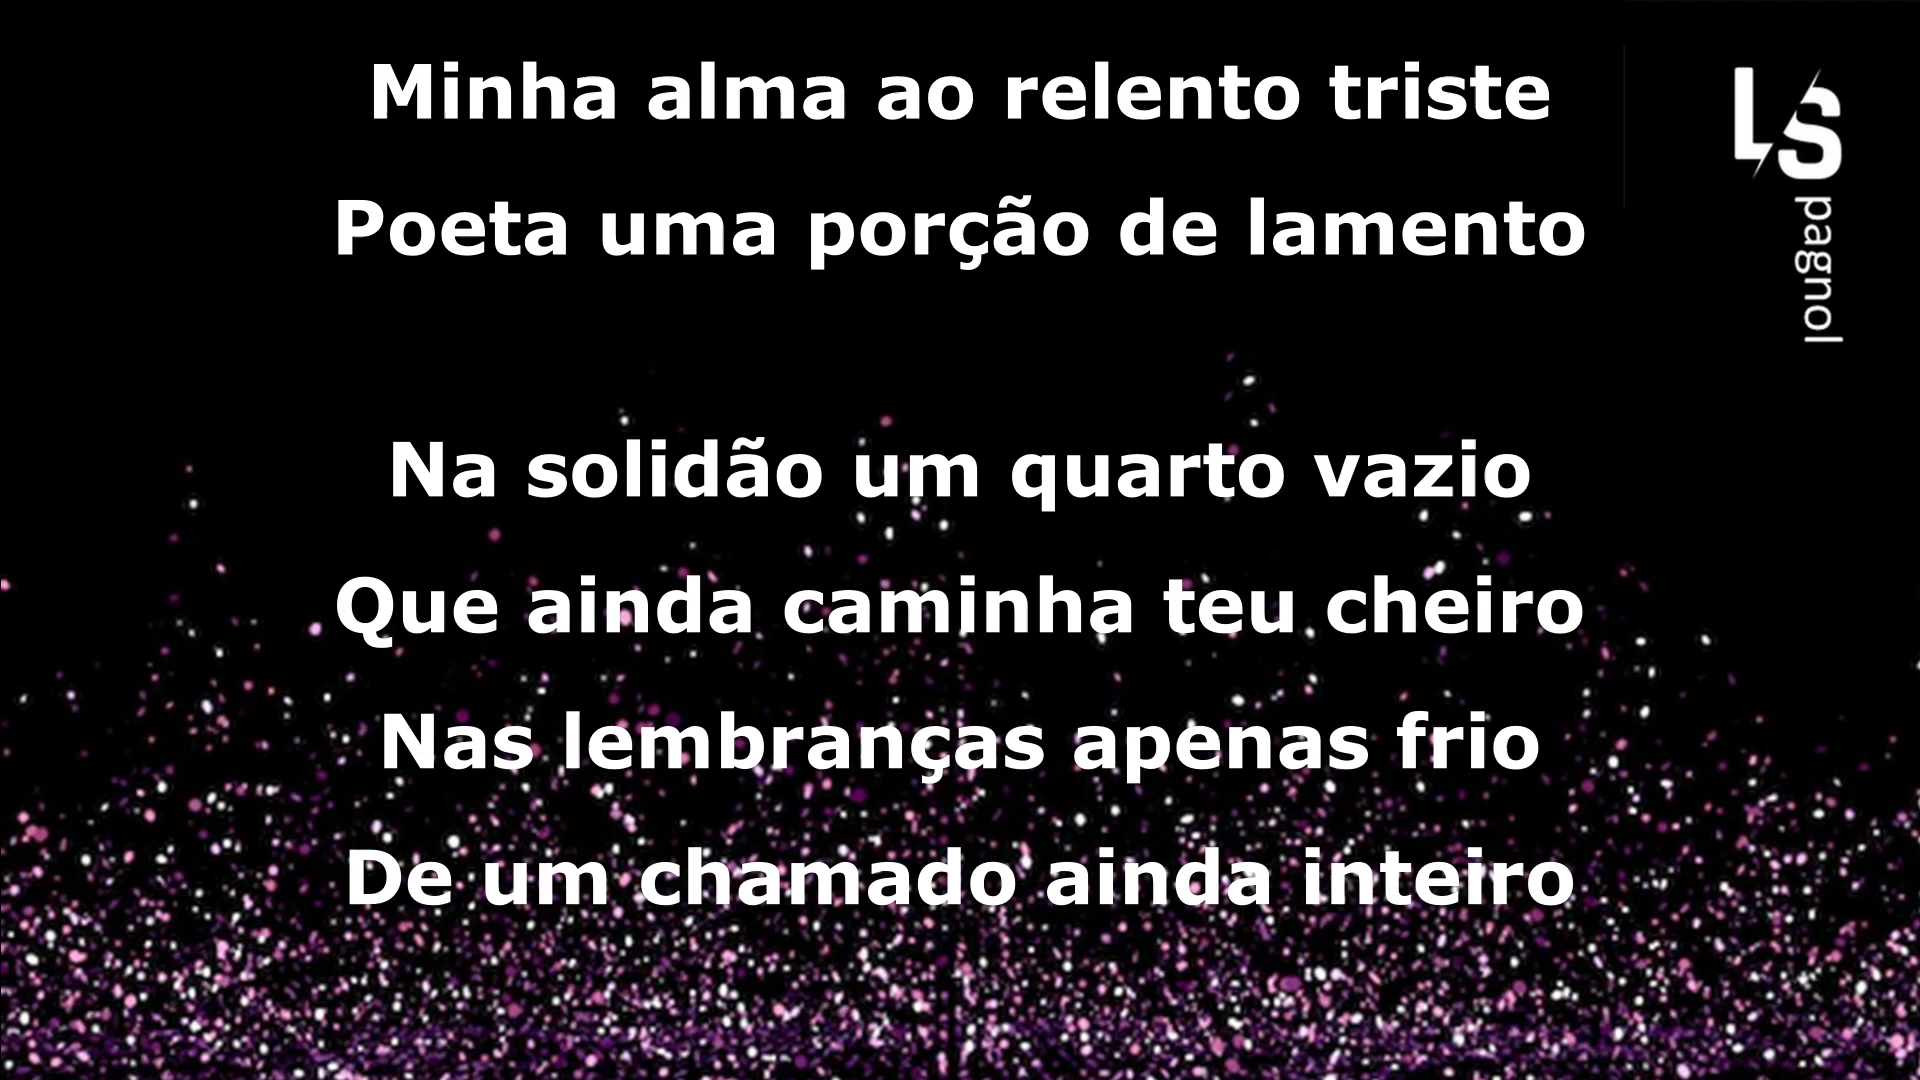 Minha alma ao relento triste
Poeta uma porção de lamento
Na solidão um quarto vazio
Que ainda caminha teu cheiro
Nas lembranças apenas frio
De um chamado ainda inteiro
LS
pagnol